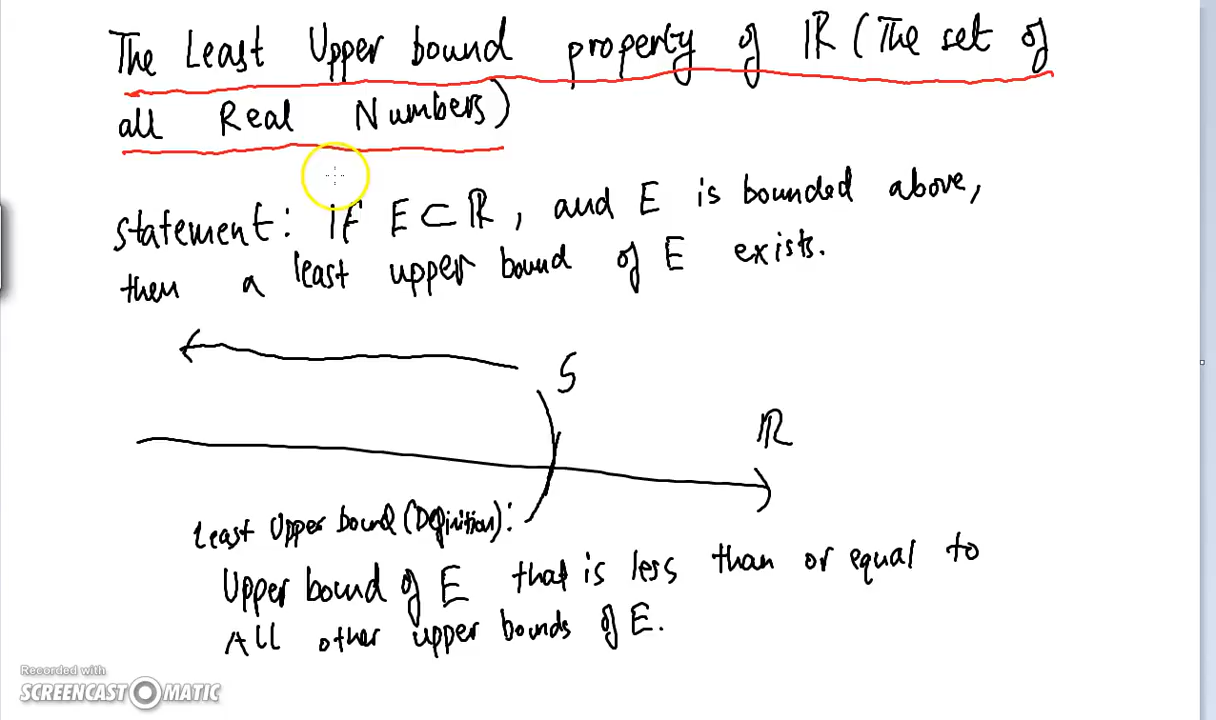 The Least Upper bound property of ℝ (The set of
all Real Numbers)
statement: If E⊂ℝ, and E is bounded above,
then a least upper bound of E exists.
S
ℝ
Least Upper bound (Definition):
Upper bound of E that is less than or equal to
All other upper bounds of E.
Recorded with
SCREENCAST-O-MATIC